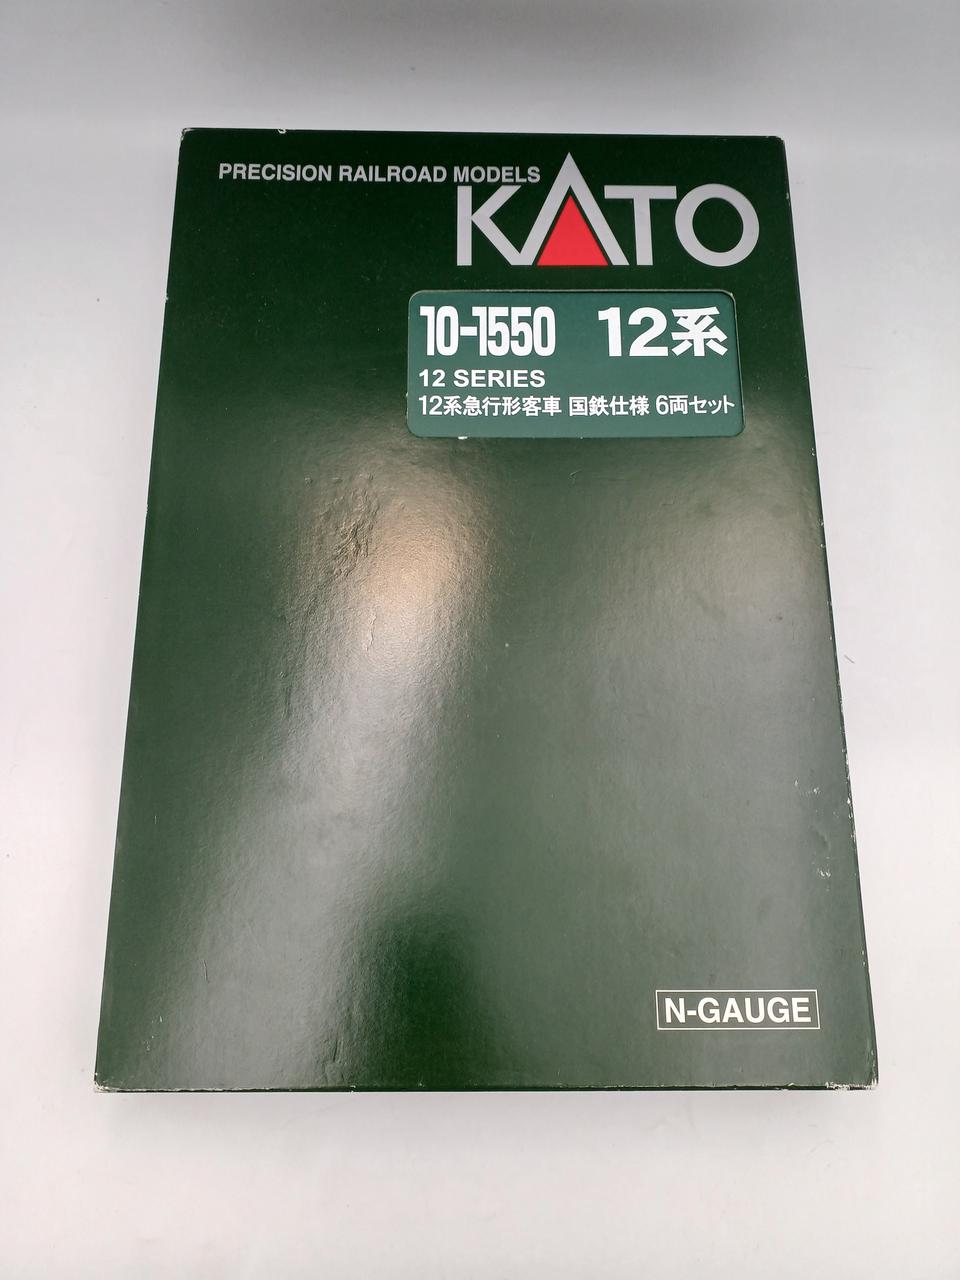 PRECISION RAILROAD MODELS
KATO
10-1550 12系
12 SERIES
12系急行形客車 国鉄仕様 6両セット
N-GAUGE